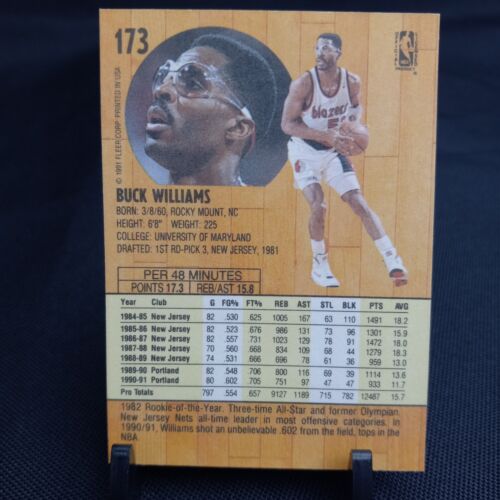 173
© 1991 FLEER CORP. PRINTED IN USA
blazers
NBA
OFFICIAL
PRODUCT
BUCK WILLIAMS
BORN: 3/8/60, ROCKY MOUNT, NC
HEIGHT: 6'8" WEIGHT: 225
COLLEGE: UNIVERSITY OF MARYLAND
DRAFTED: 1ST RD-PICK 3, NEW JERSEY, 1981
PER 48 MINUTES
POINTS 17.3 REB/AST 15.8
Year Club G FG% FT% REB AST STL BLK PTS AVG
1984-85 New Jersey 82 .530 .625 1005 167 63 110 1491 18.2
1985-86 New Jersey 82 .523 .676 986 131 73 96 1301 15.9
1986-87 New Jersey 82 .557 .731 1023 129 78 91 1472 18.0
1987-88 New Jersey 70 .560 .668 834 109 68 44 1279 18.3
1988-89 New Jersey 74 .531 .666 696 78 61 36 959 13.0
1989-90 Portland 82 .548 .706 800 116 69 39 1114 13.6
1990-91 Portland 80 .602 .705 751 97 47 47 933 11.7
Pro Totals 797 .554 .657 9127 1189 715 782 12487 15.7
1982 Rookie-of-the-Year. Three-time All-Star and former Olympian.
New Jersey Nets all-time leader in most offensive categories. In
1990/91, Williams shot an unbelievable .602 from the field, tops in the
NBA.